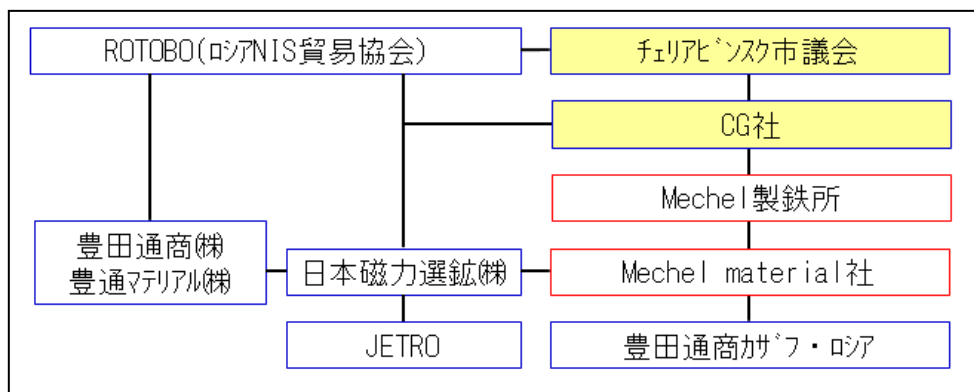 ROTOBO(ﾛｼｱNIS貿易協会)
ﾁｪﾘｱﾋﾞﾝｽｸ市議会
CG社
Mechel製鉄所
豊田通商㈱
豊通ﾏﾃﾘｱﾙ㈱
日本磁力選鉱㈱
Mechel material社
JETRO
豊田通商ｶｻﾞﾌ・ﾛｼｱ